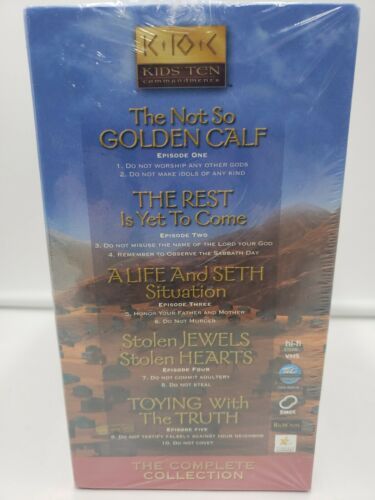 K·10·C
KIDS TEN
COMMANDMENTS
The Not So
GOLDEN CALF
EPISODE ONE
1. DO NOT WORSHIP ANY OTHER GODS
2. DO NOT MAKE IDOLS OF ANY KIND
THE REST
Is Yet To Come
EPISODE TWO
3. DO NOT MISUSE THE NAME OF THE LORD YOUR GOD
4. REMEMBER TO OBSERVE THE SABBATH DAY
A LIFE And SETH
Situation
EPISODE THREE
5. HONOR YOUR FATHER AND MOTHER
6. DO NOT MURDER
Stolen JEWELS
Stolen HEARTS
EPISODE FOUR
7. DO NOT COMMIT ADULTERY
8. DO NOT STEAL
TOYING With
The TRUTH
EPISODE FIVE
9. DO NOT TESTIFY FALSELY AGAINST YOUR NEIGHBOR
10. DO NOT COVET
hi-fi
VHS
THE COMPLETE
COLLECTION